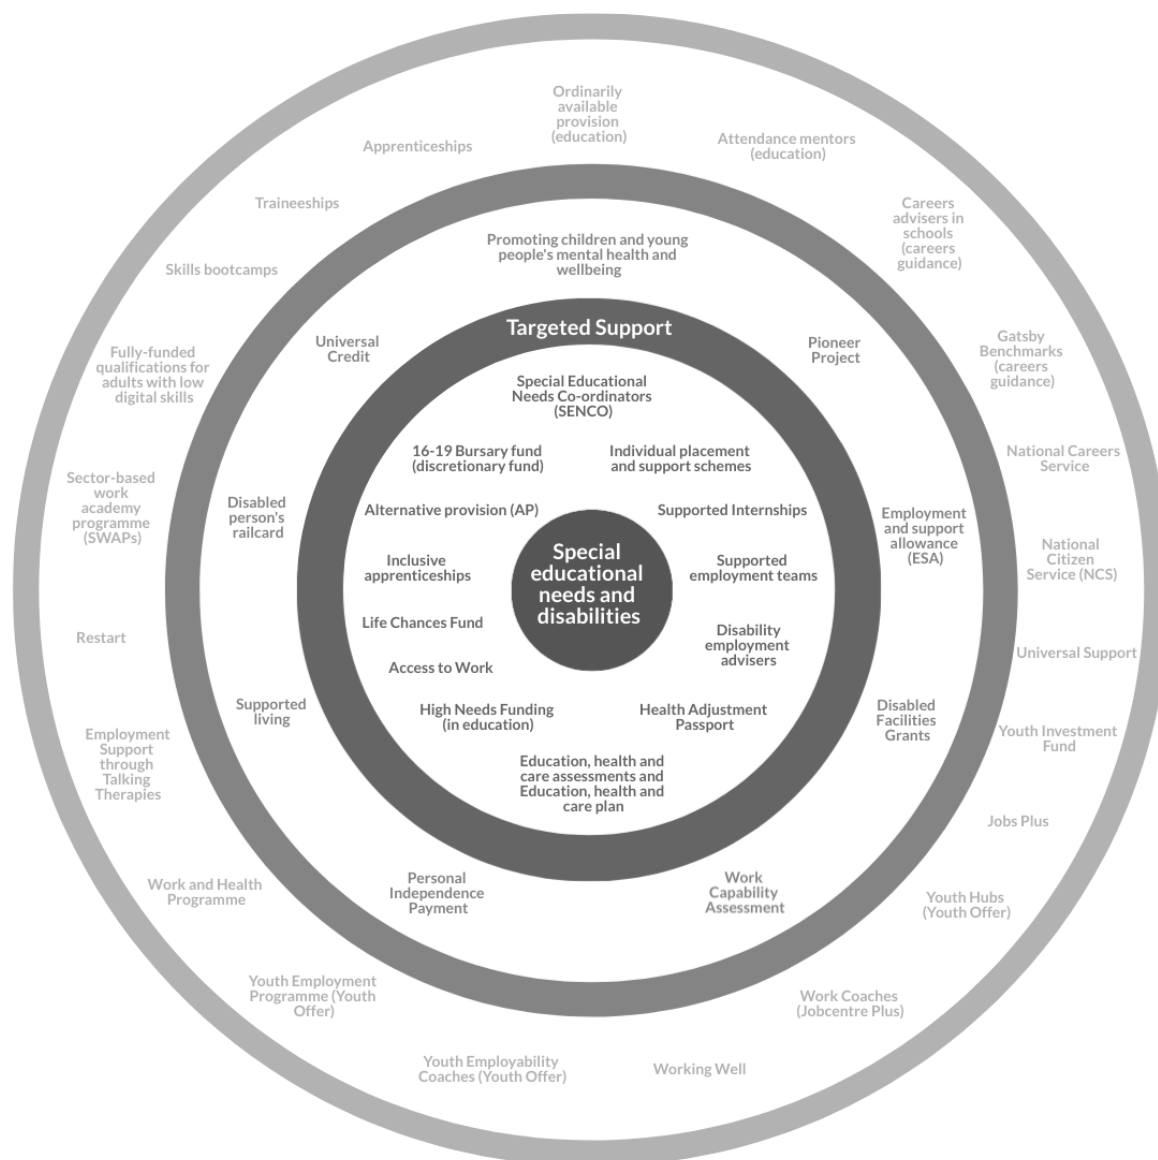 Ordinarily
available
provision
(education)
Attendance mentors
(education)
Apprenticeships
Traineeships
Careers
advisers in
schools
(careers
guidance)
Skills bootcamps
Promoting children and young
people's mental health and
wellbeing
Targeted Support
Universal
Credit
Pioneer
Project
Gatsby
Benchmarks
(careers
guidance)
Fully-funded
qualifications for
adults with low
digital skills
Special Educational
Needs Co-ordinators
(SENCO)
16-19 Bursary fund
(discretionary fund)
Individual placement
and support schemes
National Careers
Service
Sector-based
work
academy
programme
(SWAPs)
Disabled
person's
railcard
Alternative provision (AP)
Supported Internships
Employment
and support
allowance
(ESA)
National
Citizen
Service (NCS)
Inclusive
apprenticeships
Special
educational
needs and
disabilities
Supported
employment teams
Life Chances Fund
Disability
employment
advisers
Restart
Universal Support
Access to Work
Supported
living
High Needs Funding
(in education)
Health Adjustment
Passport
Disabled
Facilities
Grants
Youth Investment
Fund
Employment
Support
through
Talking
Therapies
Education, health and
care assessments and
Education, health and
care plan
Jobs Plus
Work and Health
Programme
Personal
Independence
Payment
Work
Capability
Assessment
Youth Hubs
(Youth Offer)
Youth Employment
Programme (Youth
Offer)
Work Coaches
(Jobcentre Plus)
Youth Employability
Coaches (Youth Offer)
Working Well